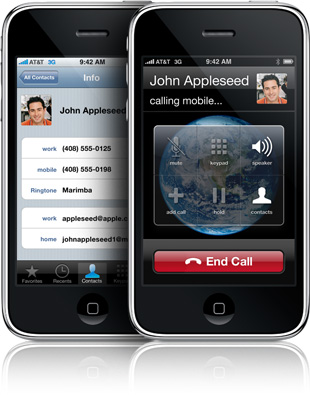 AT&T 3G 9:42 AM
All Contacts Info
John Appleseed
work (408) 555-0125
mobile (408) 555-0198
Ringtone Marimba
work appleseed@apple.c
home johnappleseed1@m
Favorites Recents Contacts Keyp
AT&T 3G 9:42 AM
John Appleseed
calling mobile...
mute keypad speaker
add call hold contacts
End Call